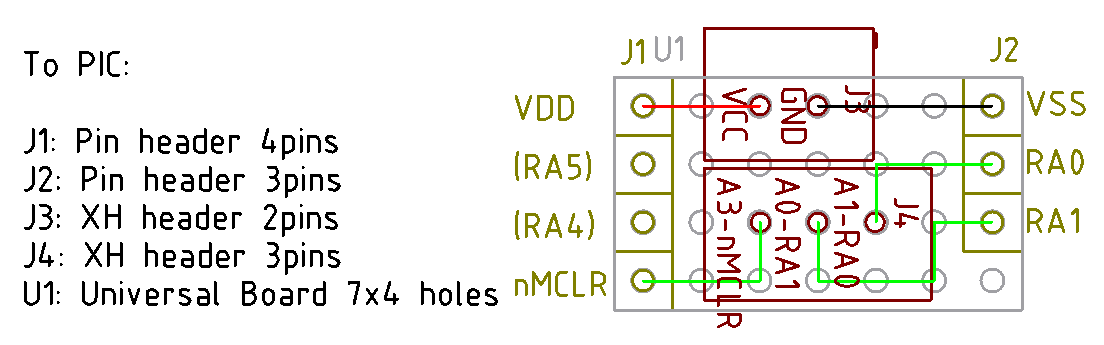 To PIC:
J1: Pin header 4pins
J2: Pin header 3pins
J3: XH header 2pins
J4: XH header 3pins
U1: Universal Board 7x4 holes
J1 U1 J2
VDD VCC GND J3 VSS
(RA5) RA0
(RA4) A3-nMCLR A0-RA1 A1-RA0 J4 RA1
nMCLR